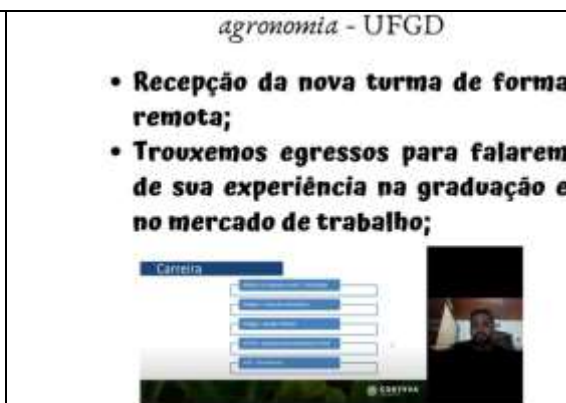 agronomia - UFGD
• Recepção da nova turma de forma
remota;
• Trouxemos egressos para falarem
de sua experiência na graduação e
no mercado de trabalho;
Carreira
CORTEVA